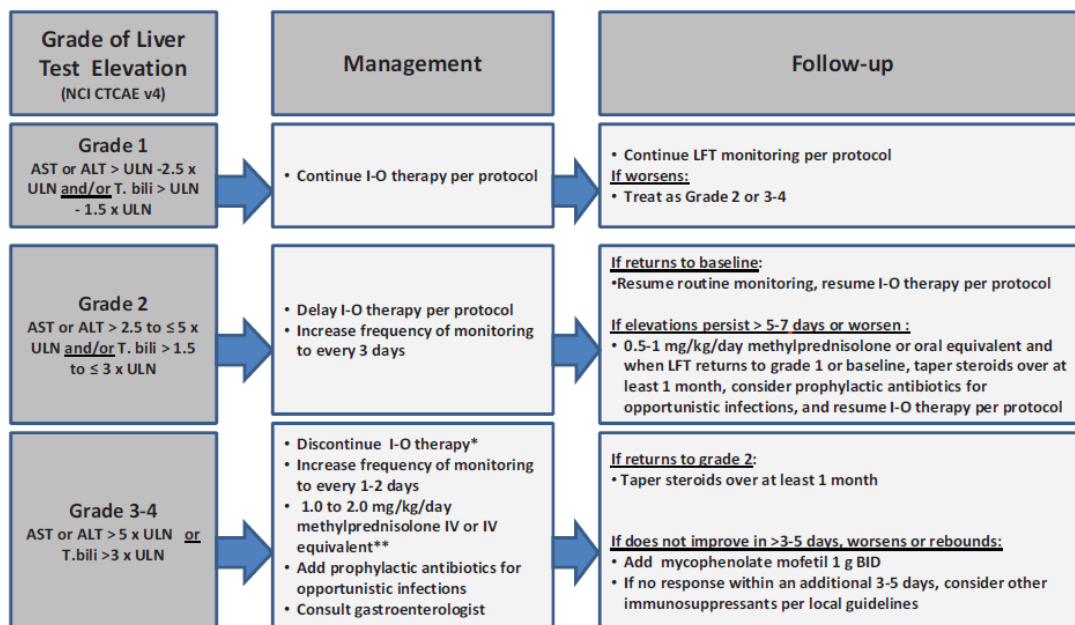 Grade of Liver
Test Elevation
(NCI CTCAE v4)
Management
Follow-up
Grade 1
AST or ALT > ULN -2.5 x
ULN and/or T. bili > ULN
- 1.5 x ULN
• Continue I-O therapy per protocol
• Continue LFT monitoring per protocol
If worsens:
• Treat as Grade 2 or 3-4
Grade 2
AST or ALT > 2.5 to ≤ 5 x
ULN and/or T. bili > 1.5
to ≤ 3 x ULN
• Delay I-O therapy per protocol
• Increase frequency of monitoring
to every 3 days
If returns to baseline:
•Resume routine monitoring, resume I-O therapy per protocol
If elevations persist > 5-7 days or worsen :
• 0.5-1 mg/kg/day methylprednisolone or oral equivalent and
when LFT returns to grade 1 or baseline, taper steroids over at
least 1 month, consider prophylactic antibiotics for
opportunistic infections, and resume I-O therapy per protocol
Grade 3-4
AST or ALT > 5 x ULN or
T.bili >3 x ULN
• Discontinue I-O therapy*
• Increase frequency of monitoring
to every 1-2 days
• 1.0 to 2.0 mg/kg/day
methylprednisolone IV or IV
equivalent**
• Add prophylactic antibiotics for
opportunistic infections
• Consult gastroenterologist
If returns to grade 2:
• Taper steroids over at least 1 month
If does not improve in >3-5 days, worsens or rebounds:
• Add mycophenolate mofetil 1 g BID
• If no response within an additional 3-5 days, consider other
immunosuppressants per local guidelines